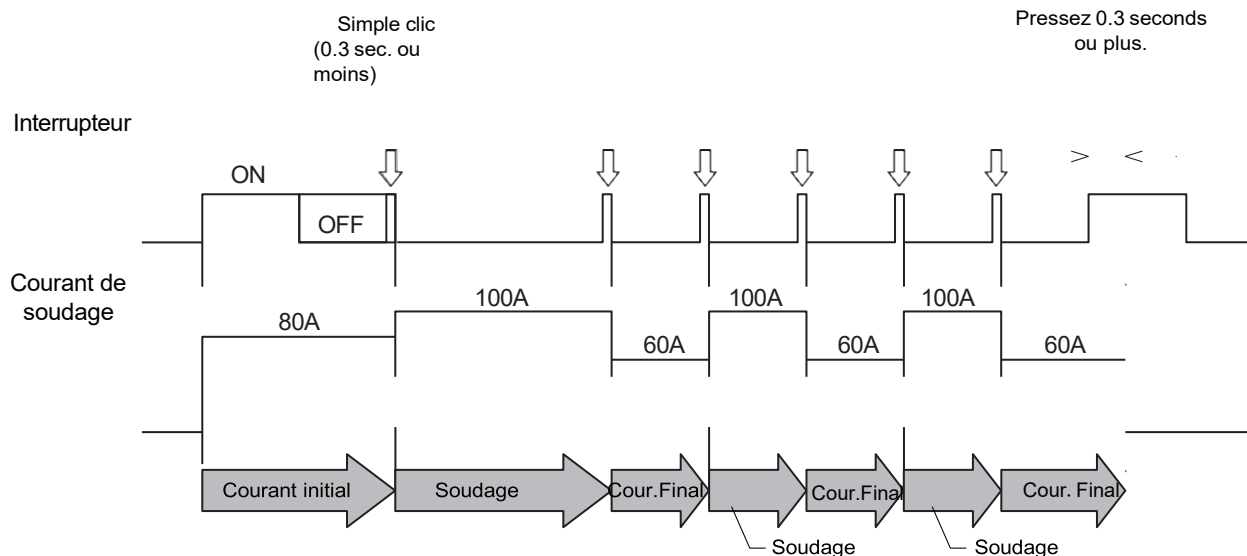 Simple clic
(0.3 sec. ou
moins)
Pressez 0.3 seconds
ou plus.
Interrupteur
ON
OFF
> <
Courant de
soudage
80A
100A
60A
100A
60A
100A
60A
Courant initial
Soudage
Cour.Final
Cour.Final
Cour. Final
Soudage
Soudage